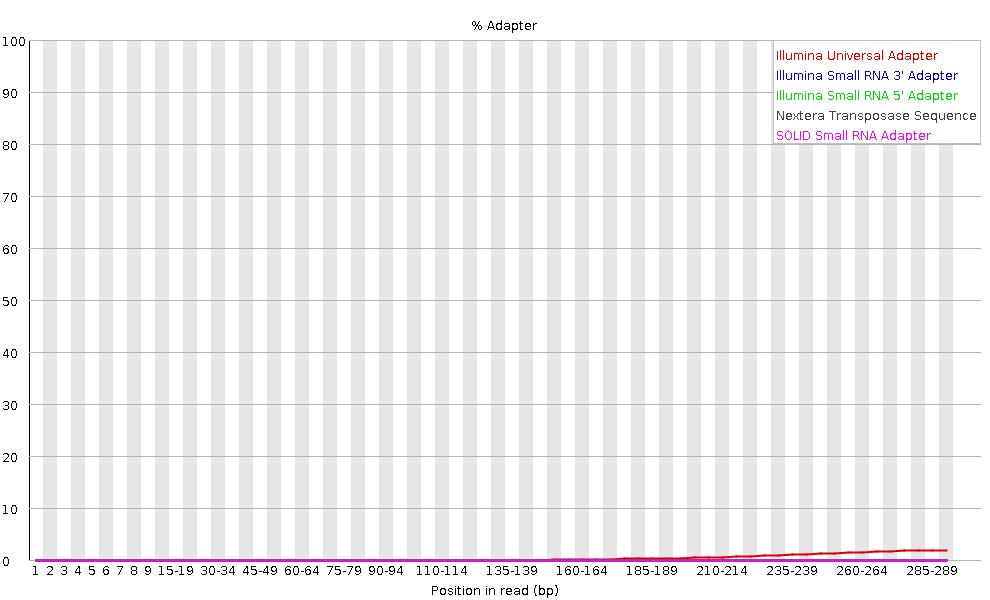 % Adapter
100
90
80
70
60
50
40
30
20
10
0
Illumina Universal Adapter
Illumina Small RNA 3' Adapter
Illumina Small RNA 5' Adapter
Nextera Transposase Sequence
SOLID Small RNA Adapter
1 2 3 4 5 6 7 8 9 15-19 30-34 45-49 60-64 75-79 90-94 110-114 135-139 160-164 185-189 210-214 235-239 260-264 285-289
Position in read (bp)